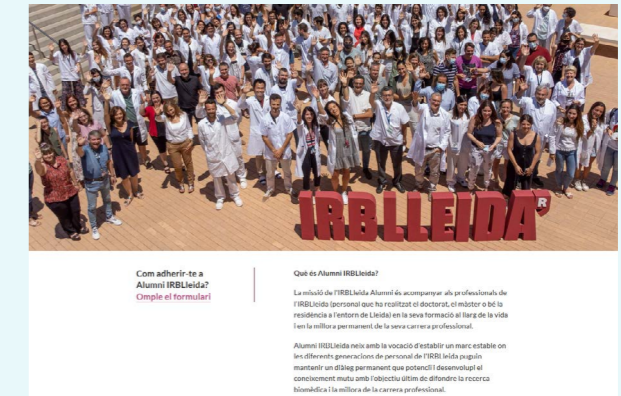 IRBLLEIDA R
Com adherir-te a
Alumni IRBLleida?
Omple el formulari
Què és Alumni IRBLleida?
La missió de l'IRBLleida Alumni és acompanyar als professionals de
l'IRBLleida (personal que ha realitzat el doctorat, el màster o bé la
residència a l'entorn de Lleida) en la seva formació al llarg de la vida
i en la millora permanent de la seva carrera professional.
Alumni IRBLleida neix amb la vocació d'establir un marc estable on
les diferents generacions de personal de l'IRBLleida puguin
mantenir un diàleg permanent que potenciï i desenvolupi el
coneixement mutu amb l'objectiu últim de difondre la recerca
biomèdica i la millora de la carrera professional.